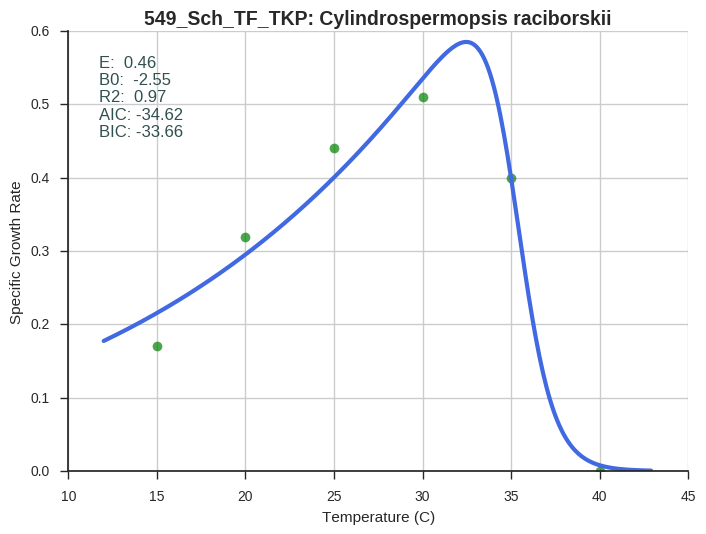 549_Sch_TF_TKP: Cylindrospermopsis raciborskii
E:  0.46
B0:  -2.55
R2:  0.97
AIC: -34.62
BIC: -33.66
Specific Growth Rate
0.6
0.5
0.4
0.3
0.2
0.1
0.0
10 15 20 25 30 35 40 45
Temperature (C)